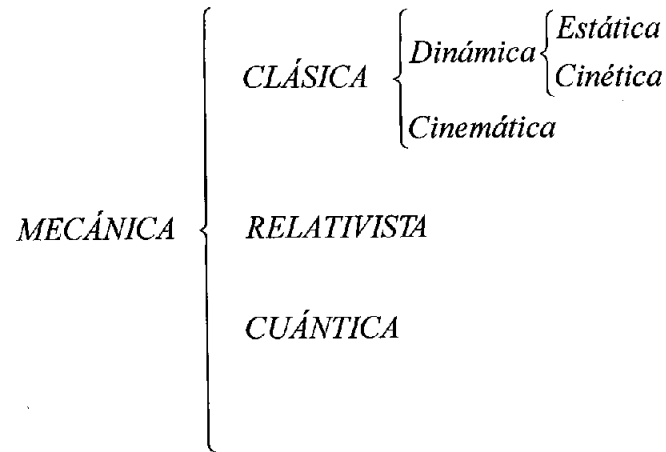 Estática
Dinámica
CLÁSICA
Cinética
Cinemática
MECÁNICA
RELATIVISTA
CUÁNTICA